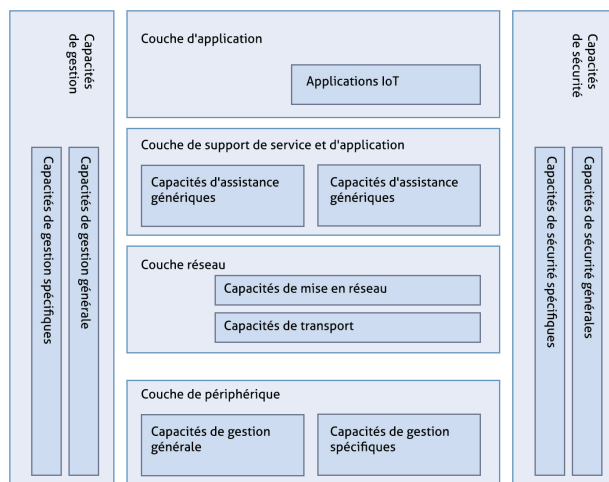 Capacités
de gestion
Capacités de gestion spécifiques
Capacités de gestion générale
Couche d'application
Applications IoT
Couche de support de service et d'application
Capacités d'assistance
génériques
Capacités d'assistance
génériques
Couche réseau
Capacités de mise en réseau
Capacités de transport
Couche de périphérique
Capacités de gestion
générale
Capacités de gestion
spécifiques
Capacités
de sécurité
Capacités de sécurité spécifiques
Capacités de sécurité générales